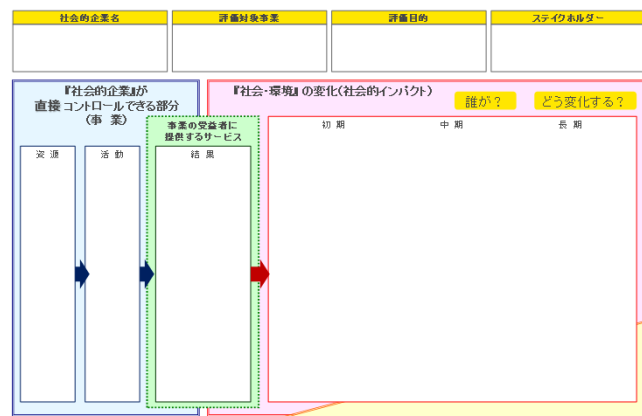 社会的企業名
評価対象事業
評価目的
ステイクホルダー
『社会的企業』が
直接コントロールできる部分
(事 業)
『社会・環境』の変化(社会的インパクト)
誰が?
どう変化する?
事業の受益者に
提供するサービス
資 源
活 動
結 果
初 期
中 期
長 期